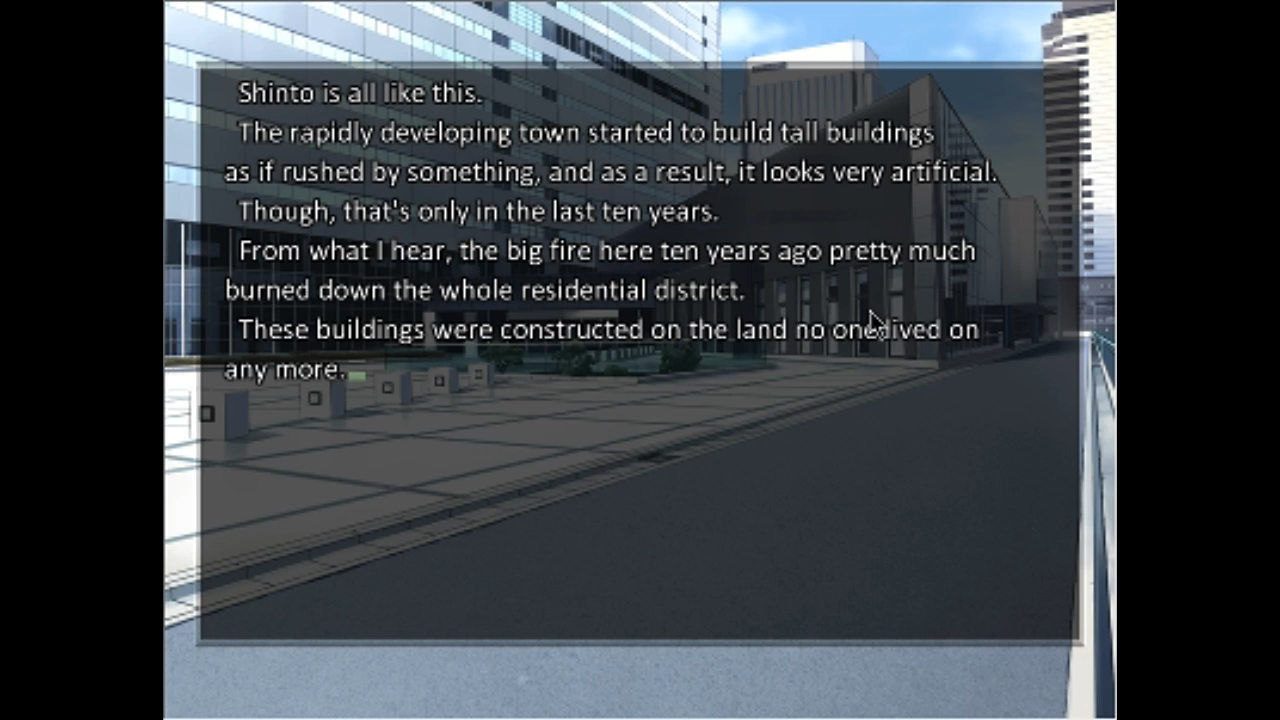 Shinto is all like this.
The rapidly developing town started to build tall buildings
as if rushed by something, and as a result, it looks very artificial.
Though, that's only in the last ten years.
From what I hear, the big fire here ten years ago pretty much
burned down the whole residential district.
These buildings were constructed on the land no one lived on
any more.